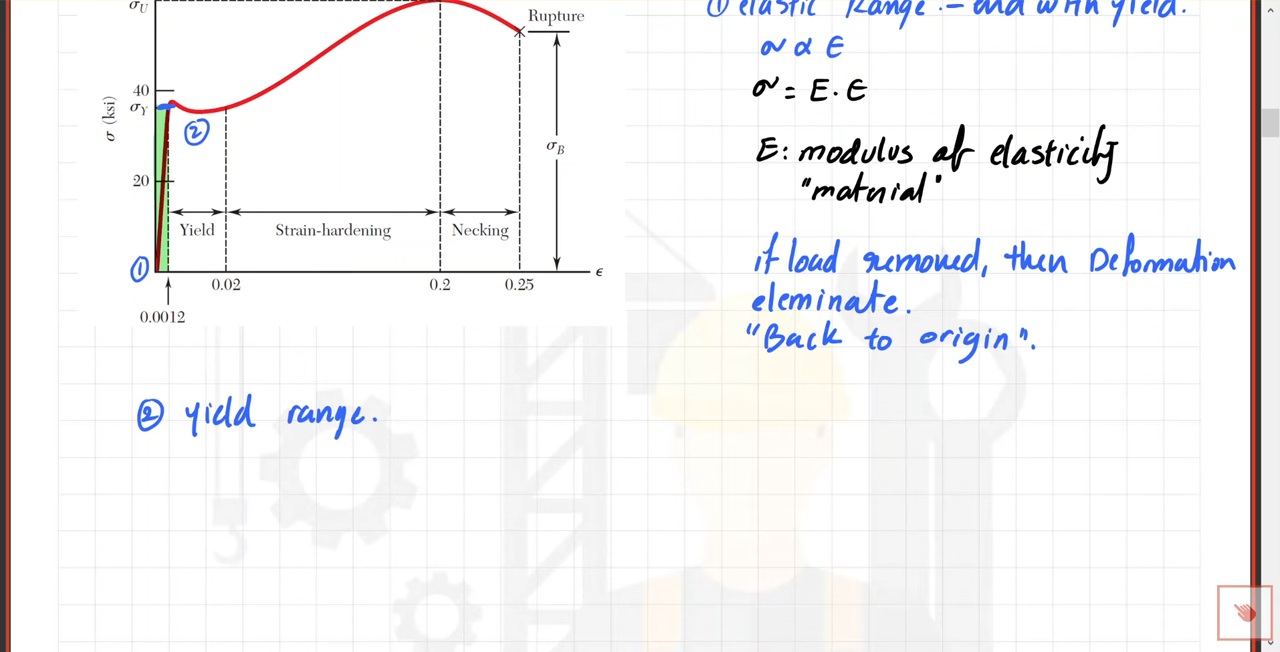 σU
Rupture
40
σY
σ (ksi)
②
σB
20
Yield
Strain-hardening
Necking
①
ϵ
0.02
0.2
0.25
0.0012
① elastic Range :- end with yield.
σ α ϵ
σ = E . ϵ
E: modulus of elasticity
"material"
if load removed, then Deformation
eleminate.
"Back to origin".
② yield range.